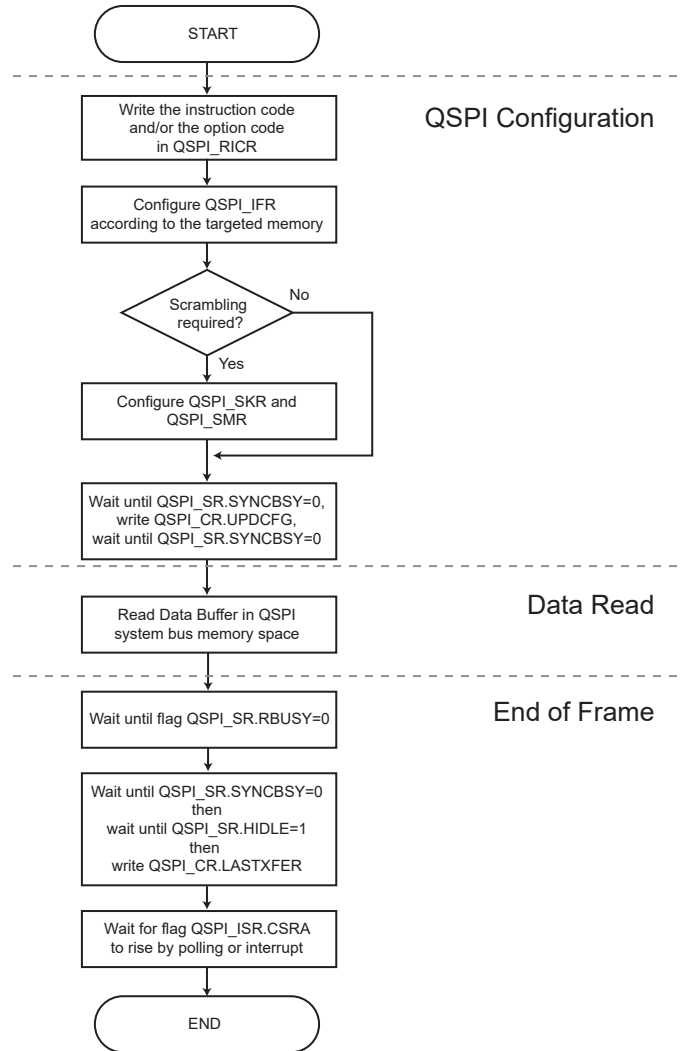 START
QSPI Configuration
Write the instruction code
and/or the option code
in QSPI_RICR
Configure QSPI_IFR
according to the targeted memory
Scrambling
required?
No
Yes
Configure QSPI_SKR and
QSPI_SMR
Wait until QSPI_SR.SYNCBSY=0,
write QSPI_CR.UPDCFG,
wait until QSPI_SR.SYNCBSY=0
Data Read
Read Data Buffer in QSPI
system bus memory space
End of Frame
Wait until flag QSPI_SR.RBUSY=0
Wait until QSPI_SR.SYNCBSY=0
then
wait until QSPI_SR.HIDLE=1
then
write QSPI_CR.LASTXFER
Wait for flag QSPI_ISR.CSRA
to rise by polling or interrupt
END